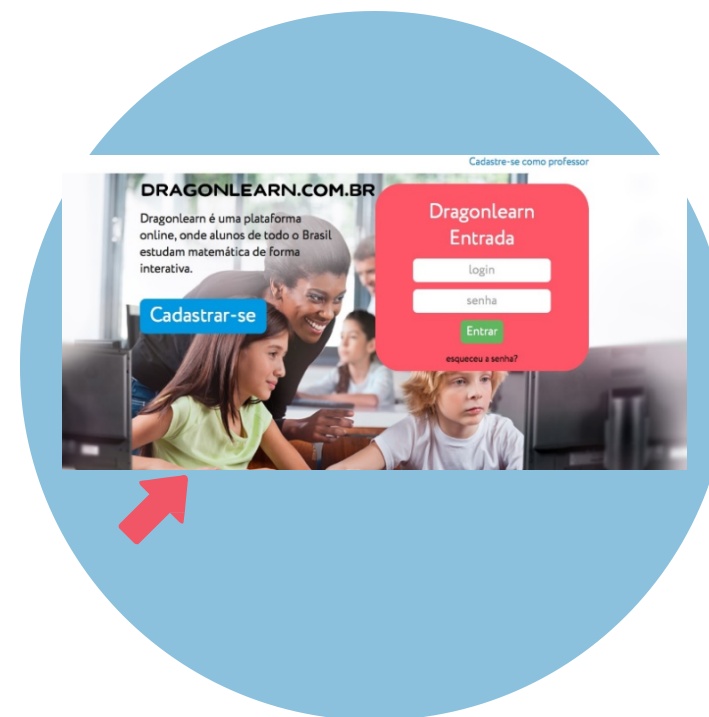 Cadastre-se como professor
DRAGONLEARN.COM.BR
Dragonlearn é uma plataforma
online, onde alunos de todo o Brasil
estudam matemática de forma
interativa.
Cadastrar-se
Dragonlearn
Entrada
login
senha
Entrar
esqueceu a senha?